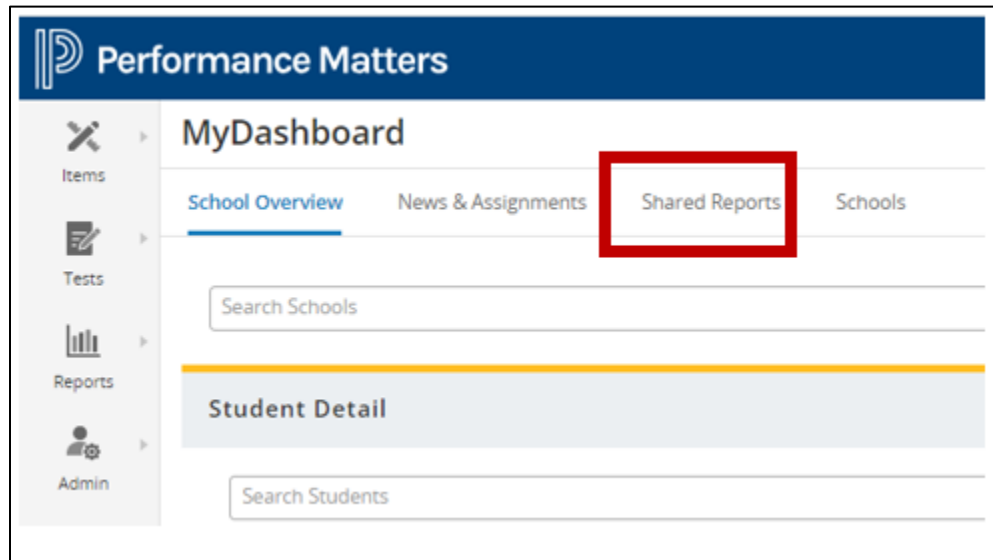 Performance Matters
MyDashboard
Items
School Overview News & Assignments Shared Reports Schools
Tests
Search Schools
Reports
Student Detail
Admin
Search Students